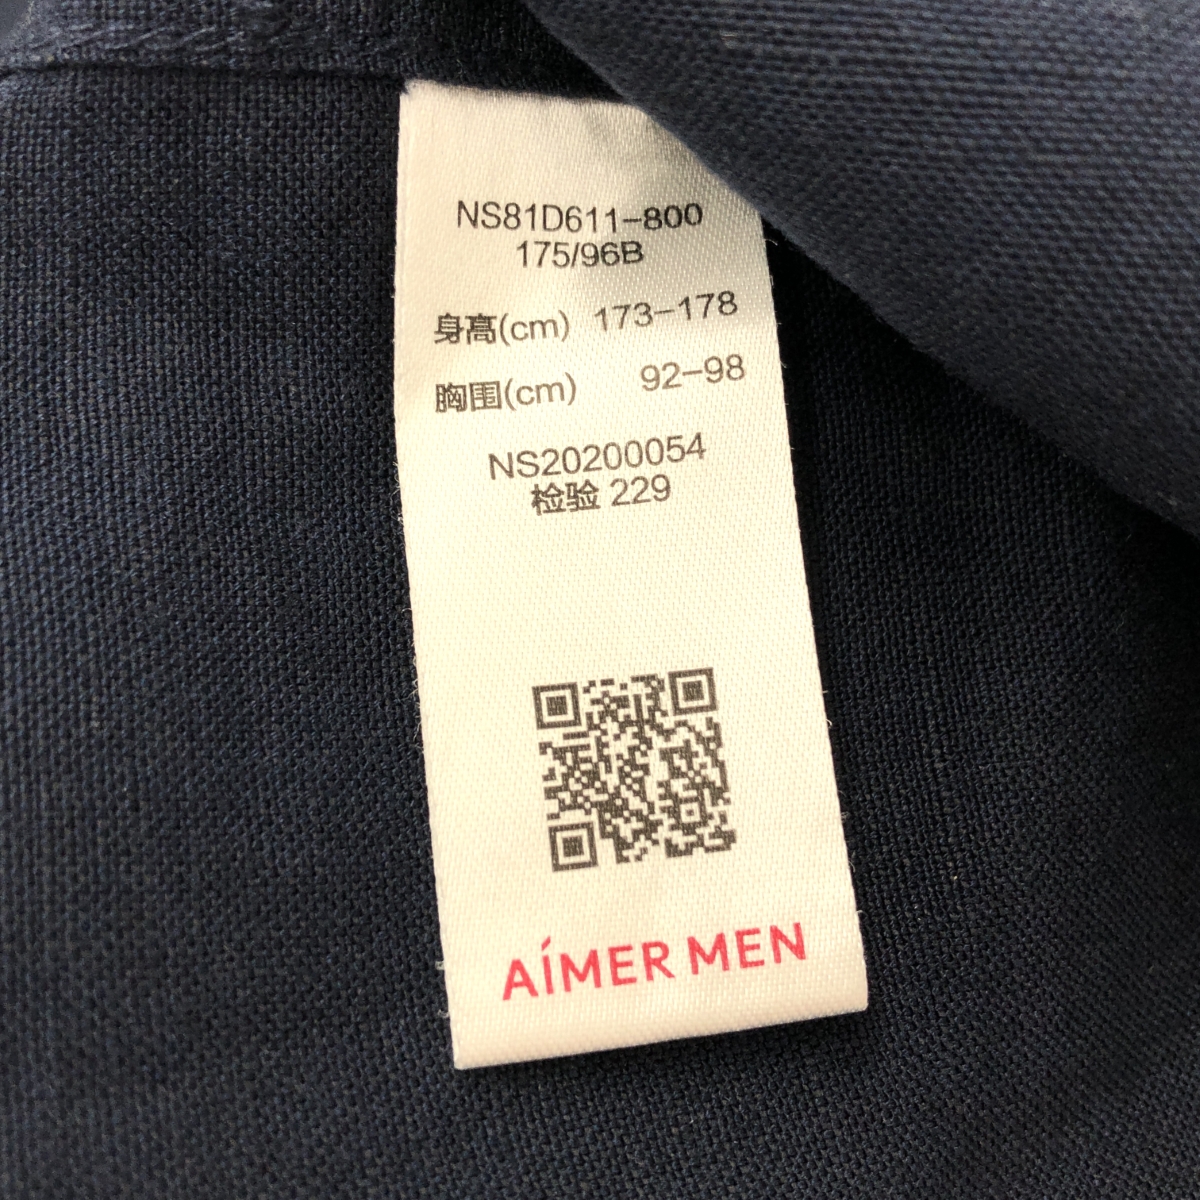 NS81D611-800
175/96B
身高(cm) 173-178
胸围(cm) 92-98
NS20200054
检验 229
AÍMER MEN